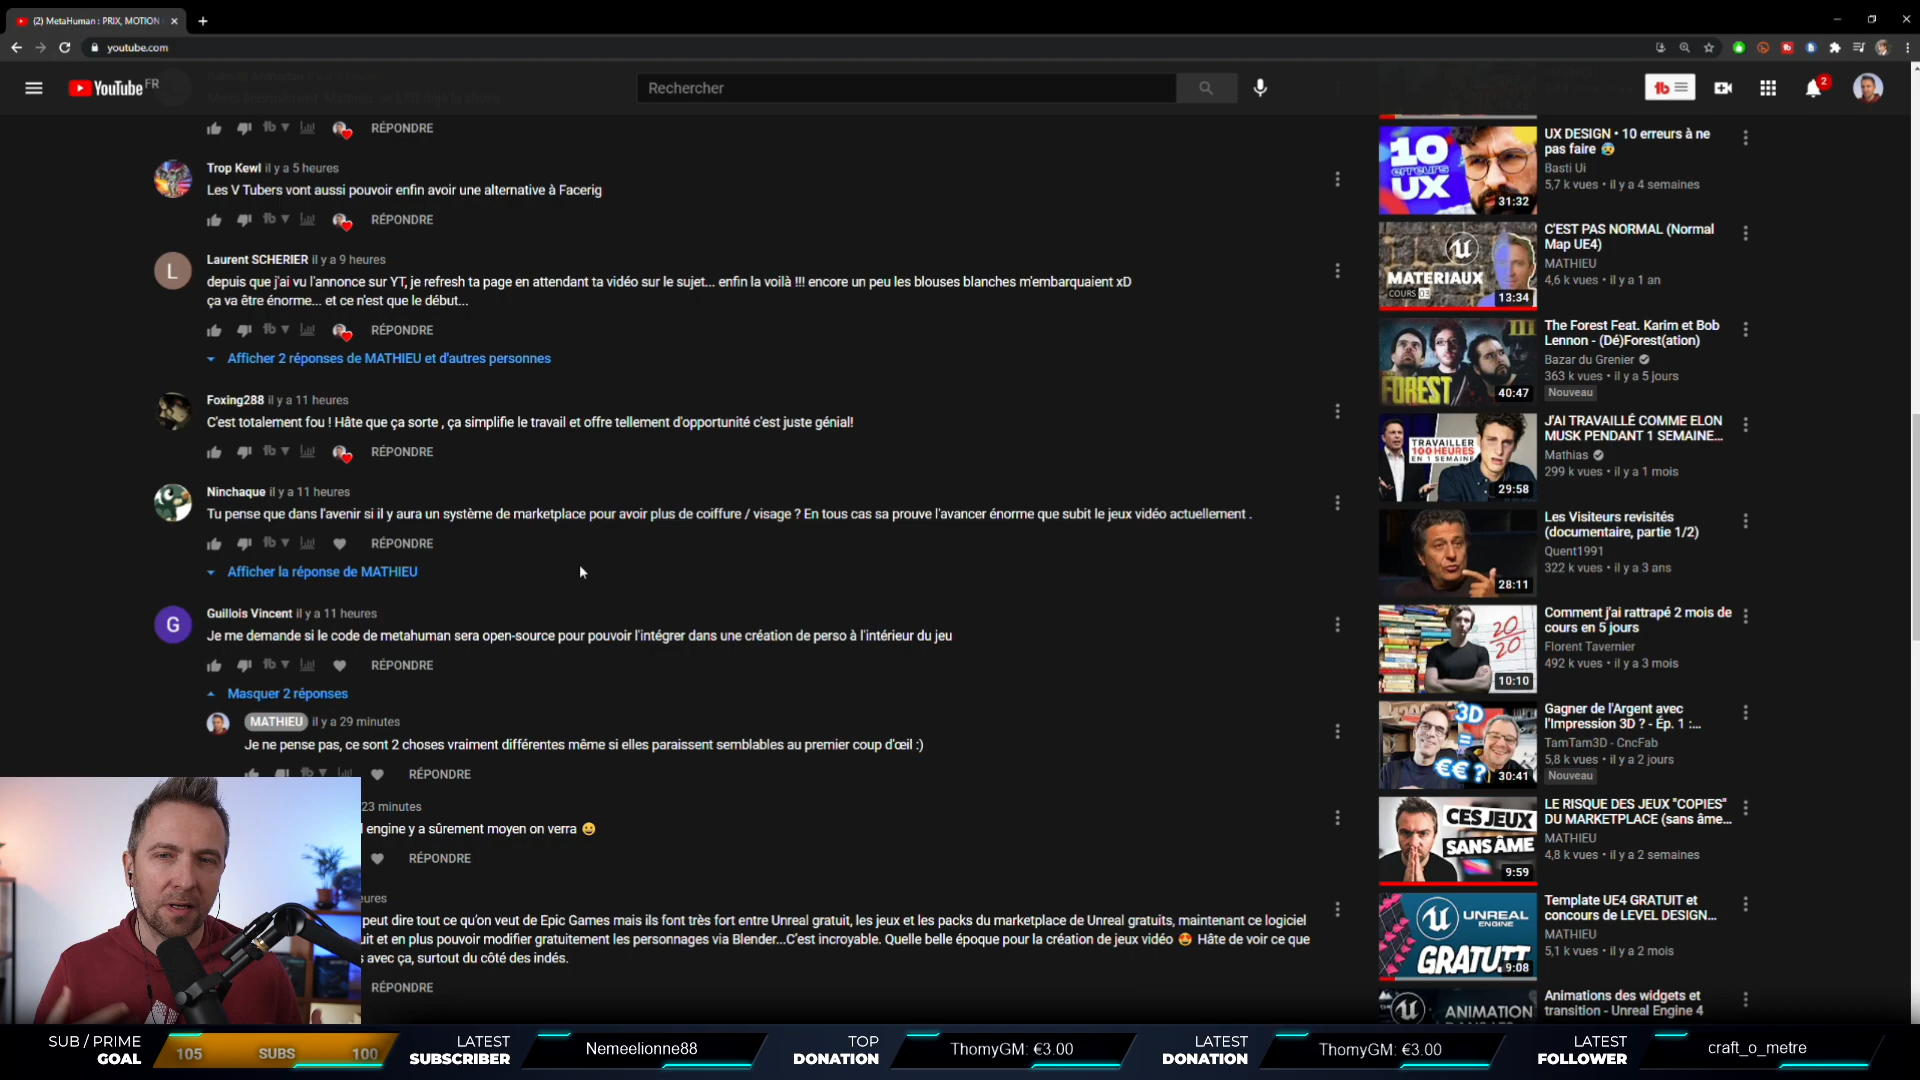 (2) MetaHuman : PRIX, MOTION
youtube.com
YouTube FR
Rechercher
2
RÉPONDRE
Trop Kewl il y a 5 heures
Les V Tubers vont aussi pouvoir enfin avoir une alternative à Facerig
RÉPONDRE
L
Laurent SCHERIER il y a 9 heures
depuis que j'ai vu l'annonce sur YT, je refresh ta page en attendant ta vidéo sur le sujet... enfin la voilà !!! encore un peu les blouses blanches m'embarquaient xD
ça va être énorme... et ce n'est que le début...
RÉPONDRE
Afficher 2 réponses de MATHIEU et d'autres personnes
Foxing288 il y a 11 heures
C'est totalement fou ! Hâte que ça sorte , ça simplifie le travail et offre tellement d'opportunité c'est juste génial!
RÉPONDRE
Ninchaque il y a 11 heures
Tu pense que dans l'avenir si il y aura un système de marketplace pour avoir plus de coiffure / visage ? En tous cas sa prouve l'avancer énorme que subit le jeux vidéo actuellement .
RÉPONDRE
Afficher la réponse de MATHIEU
G
Guillois Vincent il y a 11 heures
Je me demande si le code de metahuman sera open-source pour pouvoir l'intégrer dans une création de perso à l'intérieur du jeu
RÉPONDRE
Masquer 2 réponses
MATHIEU il y a 29 minutes
Je ne pense pas, ce sont 2 choses vraiment différentes même si elles paraissent semblables au premier coup d'œil :)
RÉPONDRE
23 minutes
engine y a sûrement moyen on verra 😀
RÉPONDRE
eures
peut dire tout ce qu'on veut de Epic Games mais ils font très fort entre Unreal gratuit, les jeux et les packs du marketplace de Unreal gratuits, maintenant ce logiciel
uit et en plus pouvoir modifier gratuitement les personnages via Blender...C'est incroyable. Quelle belle époque pour la création de jeux vidéo 🤩 Hâte de voir ce que
s avec ça, surtout du côté des indés.
RÉPONDRE
10
erreurs
UX
31:32
UX DESIGN • 10 erreurs à ne
pas faire 😰
Basti Ui
5,7 k vues • il y a 4 semaines
MATERIAUX
COURS 03
13:34
C'EST PAS NORMAL (Normal
Map UE4)
MATHIEU
4,6 k vues • il y a 1 an
III
FOREST
40:47
The Forest Feat. Karim et Bob
Lennon - (Dé)Forest(ation)
Bazar du Grenier
363 k vues • il y a 5 jours
Nouveau
TRAVAILLER
100 HEURES
EN 1 SEMAINE
29:58
J'AI TRAVAILLÉ COMME ELON
MUSK PENDANT 1 SEMAINE...
Mathias
299 k vues • il y a 1 mois
28:11
Les Visiteurs revisités
(documentaire, partie 1/2)
Quent1991
322 k vues • il y a 3 ans
20
20
10:10
Comment j'ai rattrapé 2 mois de
cours en 5 jours
Florent Tavernier
492 k vues • il y a 3 mois
3D
=
€€ ?
30:41
Gagner de l'Argent avec
l'Impression 3D ? - Ép. 1 :...
TamTam3D - CncFab
5,8 k vues • il y a 2 jours
Nouveau
CES JEUX
SANS ÂME
9:59
LE RISQUE DES JEUX "COPIES"
DU MARKETPLACE (sans âme...
MATHIEU
4,8 k vues • il y a 2 semaines
UNREAL
ENGINE
GRATUIT
9:08
Template UE4 GRATUIT et
concours de LEVEL DESIGN...
MATHIEU
5,1 k vues • il y a 2 mois
ANIMATION
Animations des widgets et
transition - Unreal Engine 4
SUB / PRIME
GOAL
105 SUBS 100
LATEST
SUBSCRIBER
Nemeelionne88
TOP
DONATION
ThomyGM: €3.00
LATEST
DONATION
ThomyGM: €3.00
LATEST
FOLLOWER
craft_o_metre